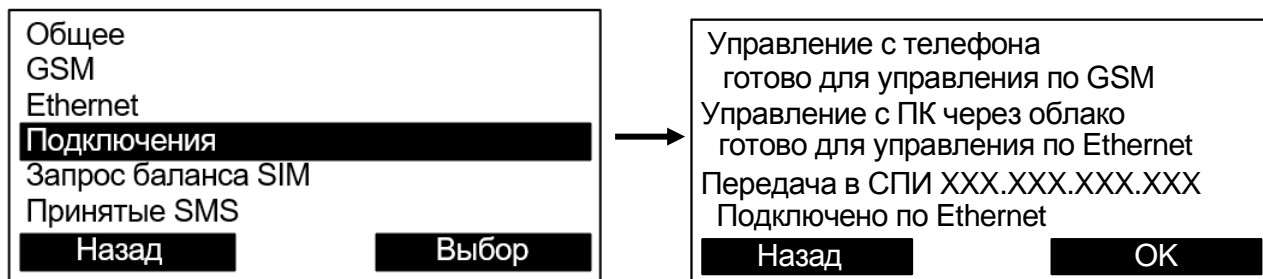 Общее
GSM
Ethernet
Подключения
Запрос баланса SIM
Принятые SMS
Назад Выбор
Управление с телефона
готово для управления по GSM
Управление с ПК через облако
готово для управления по Ethernet
Передача в СПИ XXX.XXX.XXX.XXX
Подключено по Ethernet
Назад OK